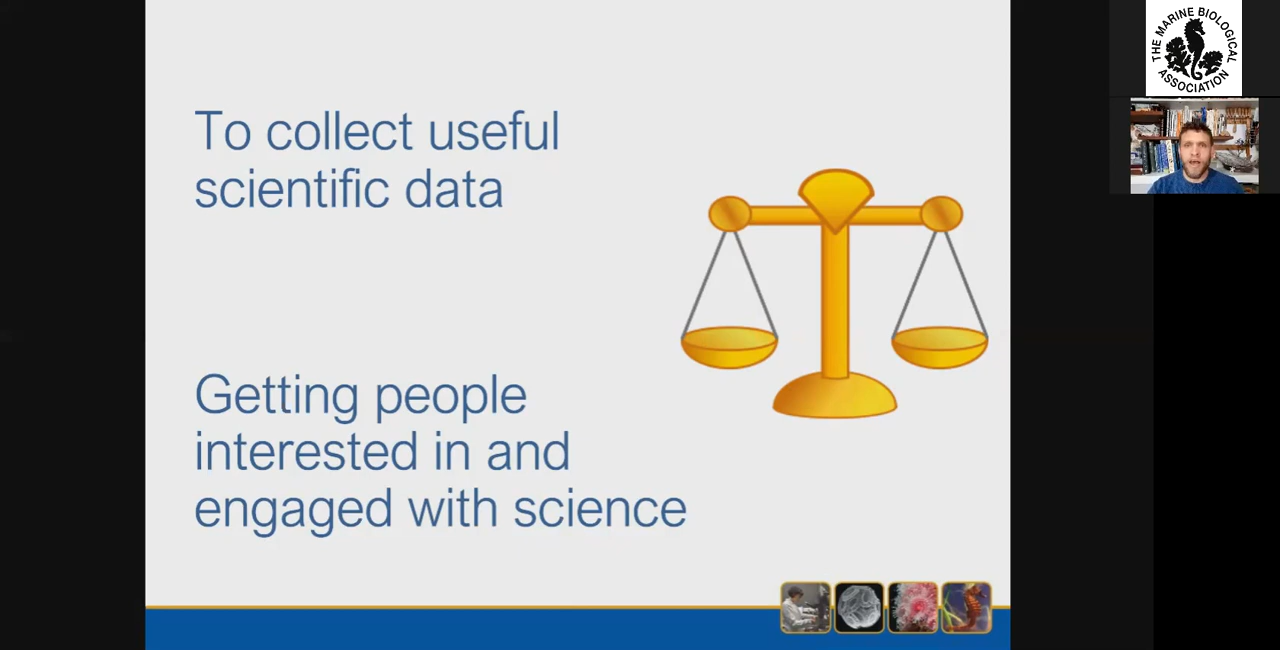 To collect useful
scientific data
Getting people
interested in and
engaged with science
THE MARINE BIOLOGICAL
ASSOCIATION